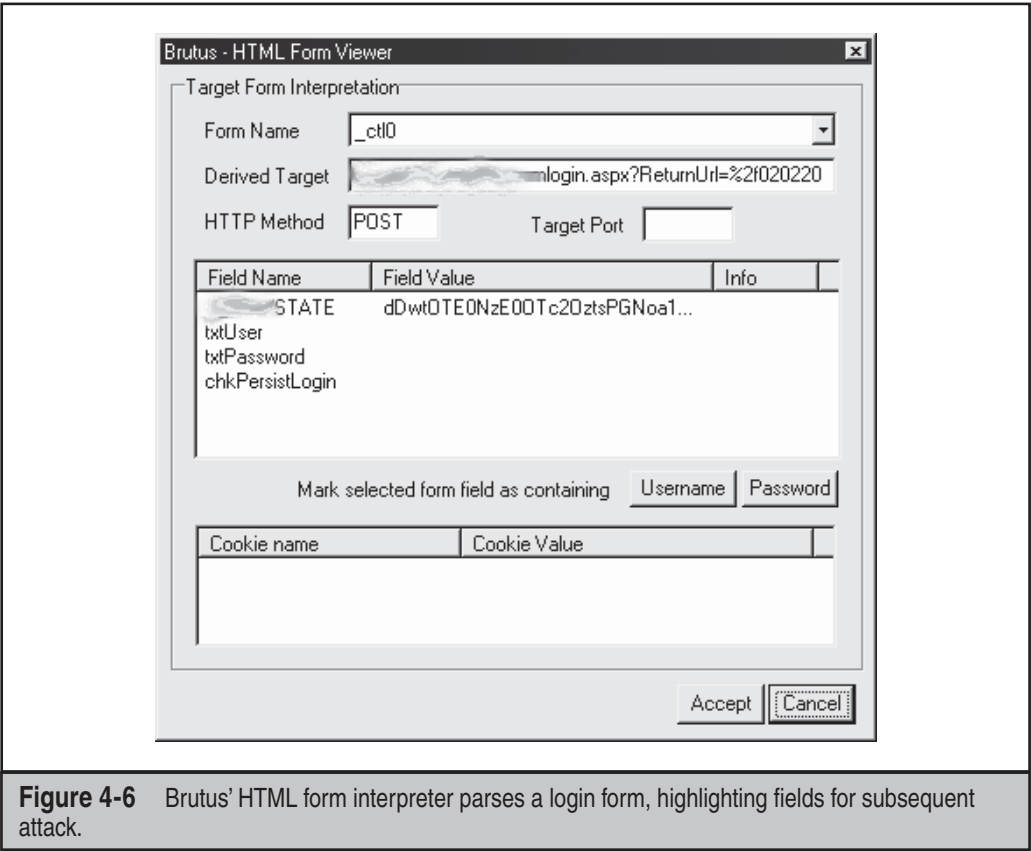 Brutus - HTML Form Viewer
Target Form Interpretation
Form Name _ctl0
Derived Target mlogin.aspx?ReturnUrl=%2f020220
HTTP Method POST Target Port
Field Name Field Value Info
STATE dDwtOTE0NzE0OTc2OztsPGNoa1...
txtUser
txtPassword
chkPersistLogin
Mark selected form field as containing Username Password
Cookie name Cookie Value
Accept Cancel
Figure 4-6 Brutus’ HTML form interpreter parses a login form, highlighting fields for subsequent
attack.